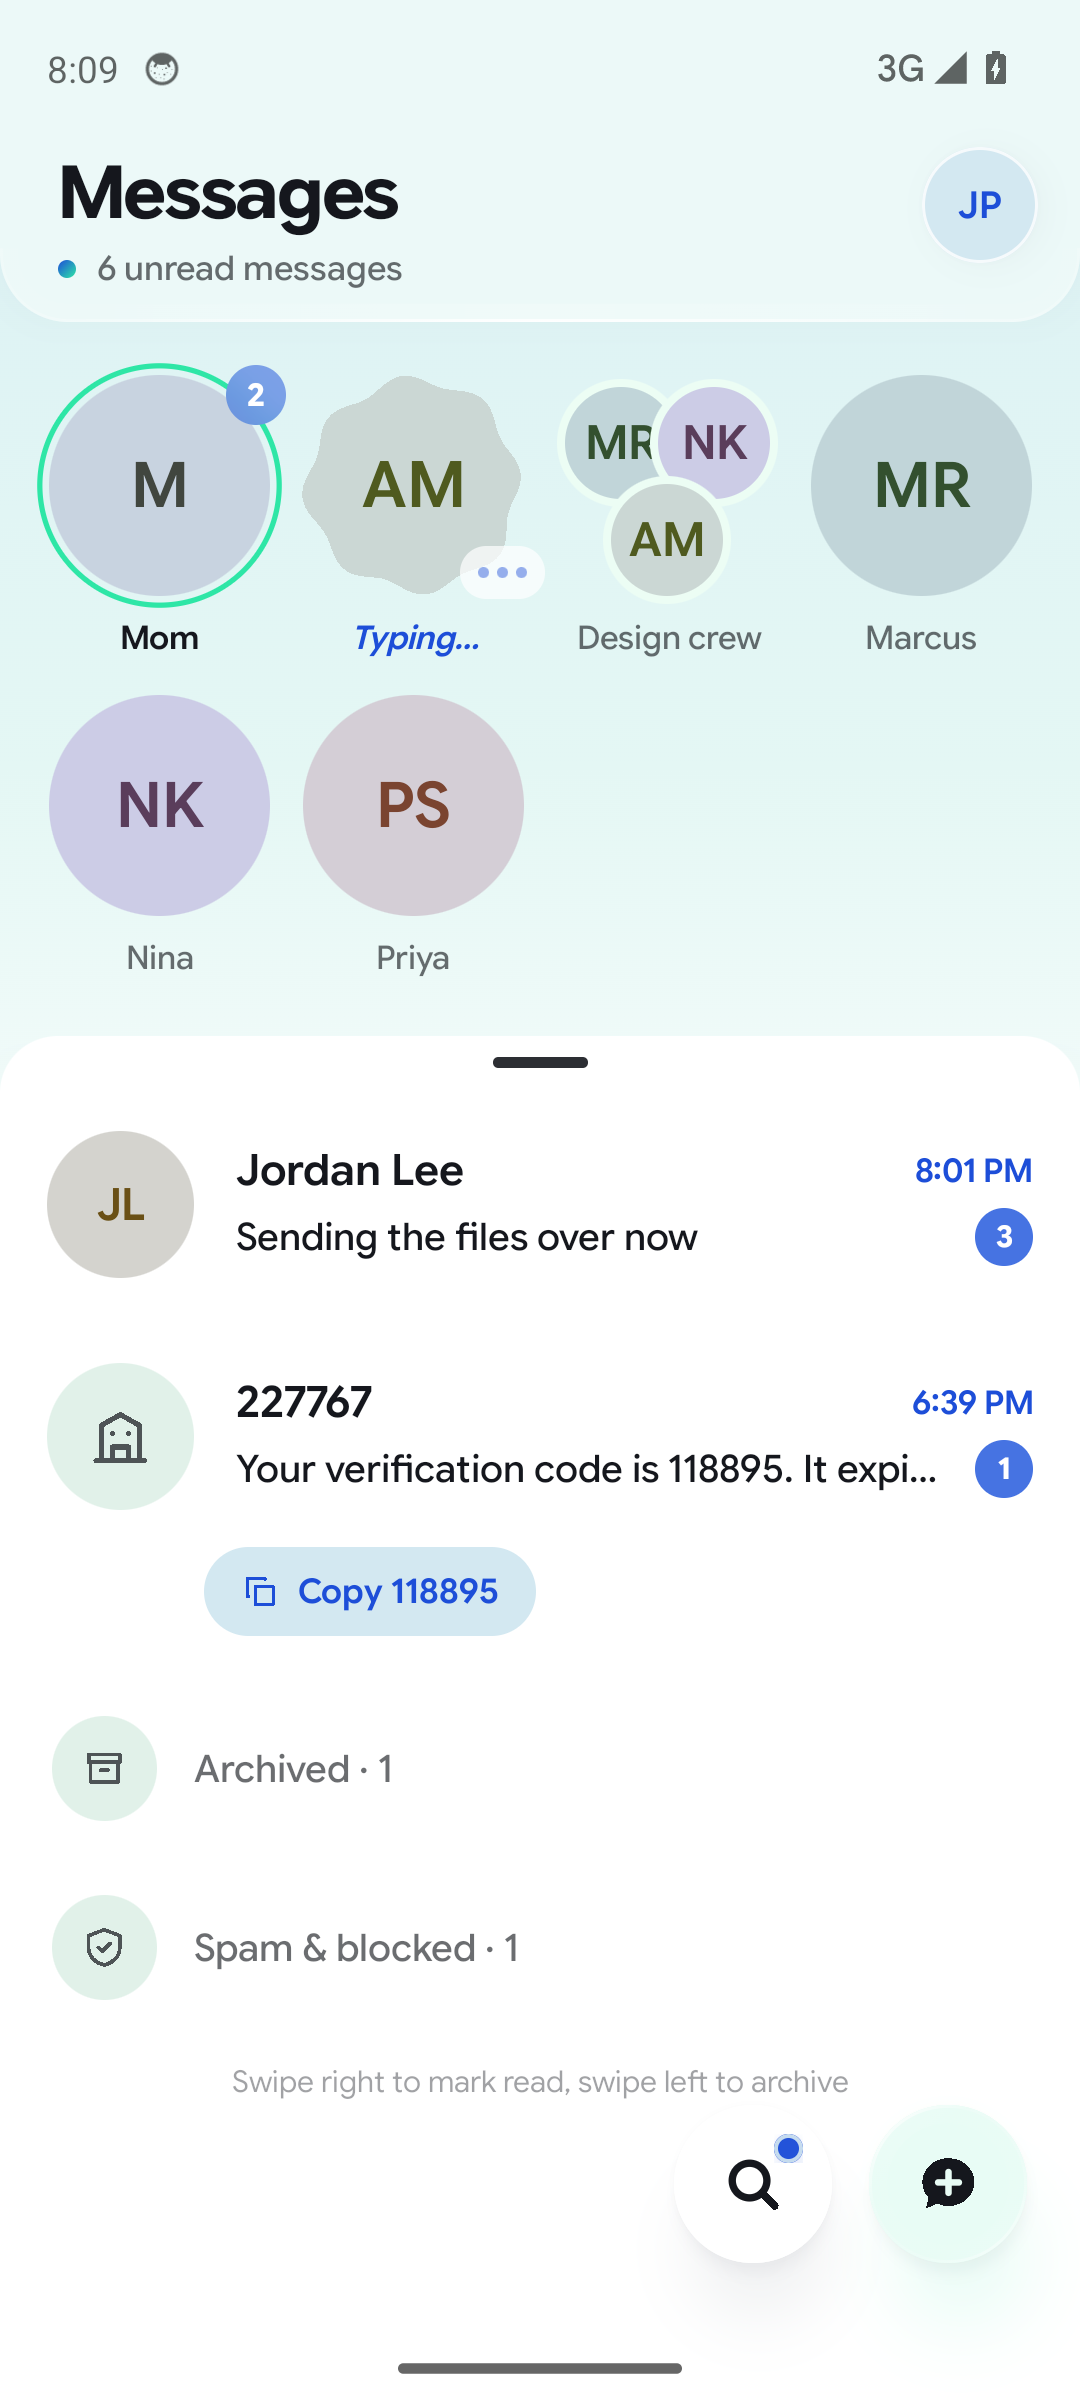 8:09
3G
Messages
JP
6 unread messages
M
2
AM
MR
NK
AM
MR
Mom
Typing...
Design crew
Marcus
NK
PS
Nina
Priya
JL
Jordan Lee
8:01 PM
Sending the files over now
3
227767
6:39 PM
Your verification code is 118895. It expi...
1
Copy 118895
Archived · 1
Spam & blocked · 1
Swipe right to mark read, swipe left to archive